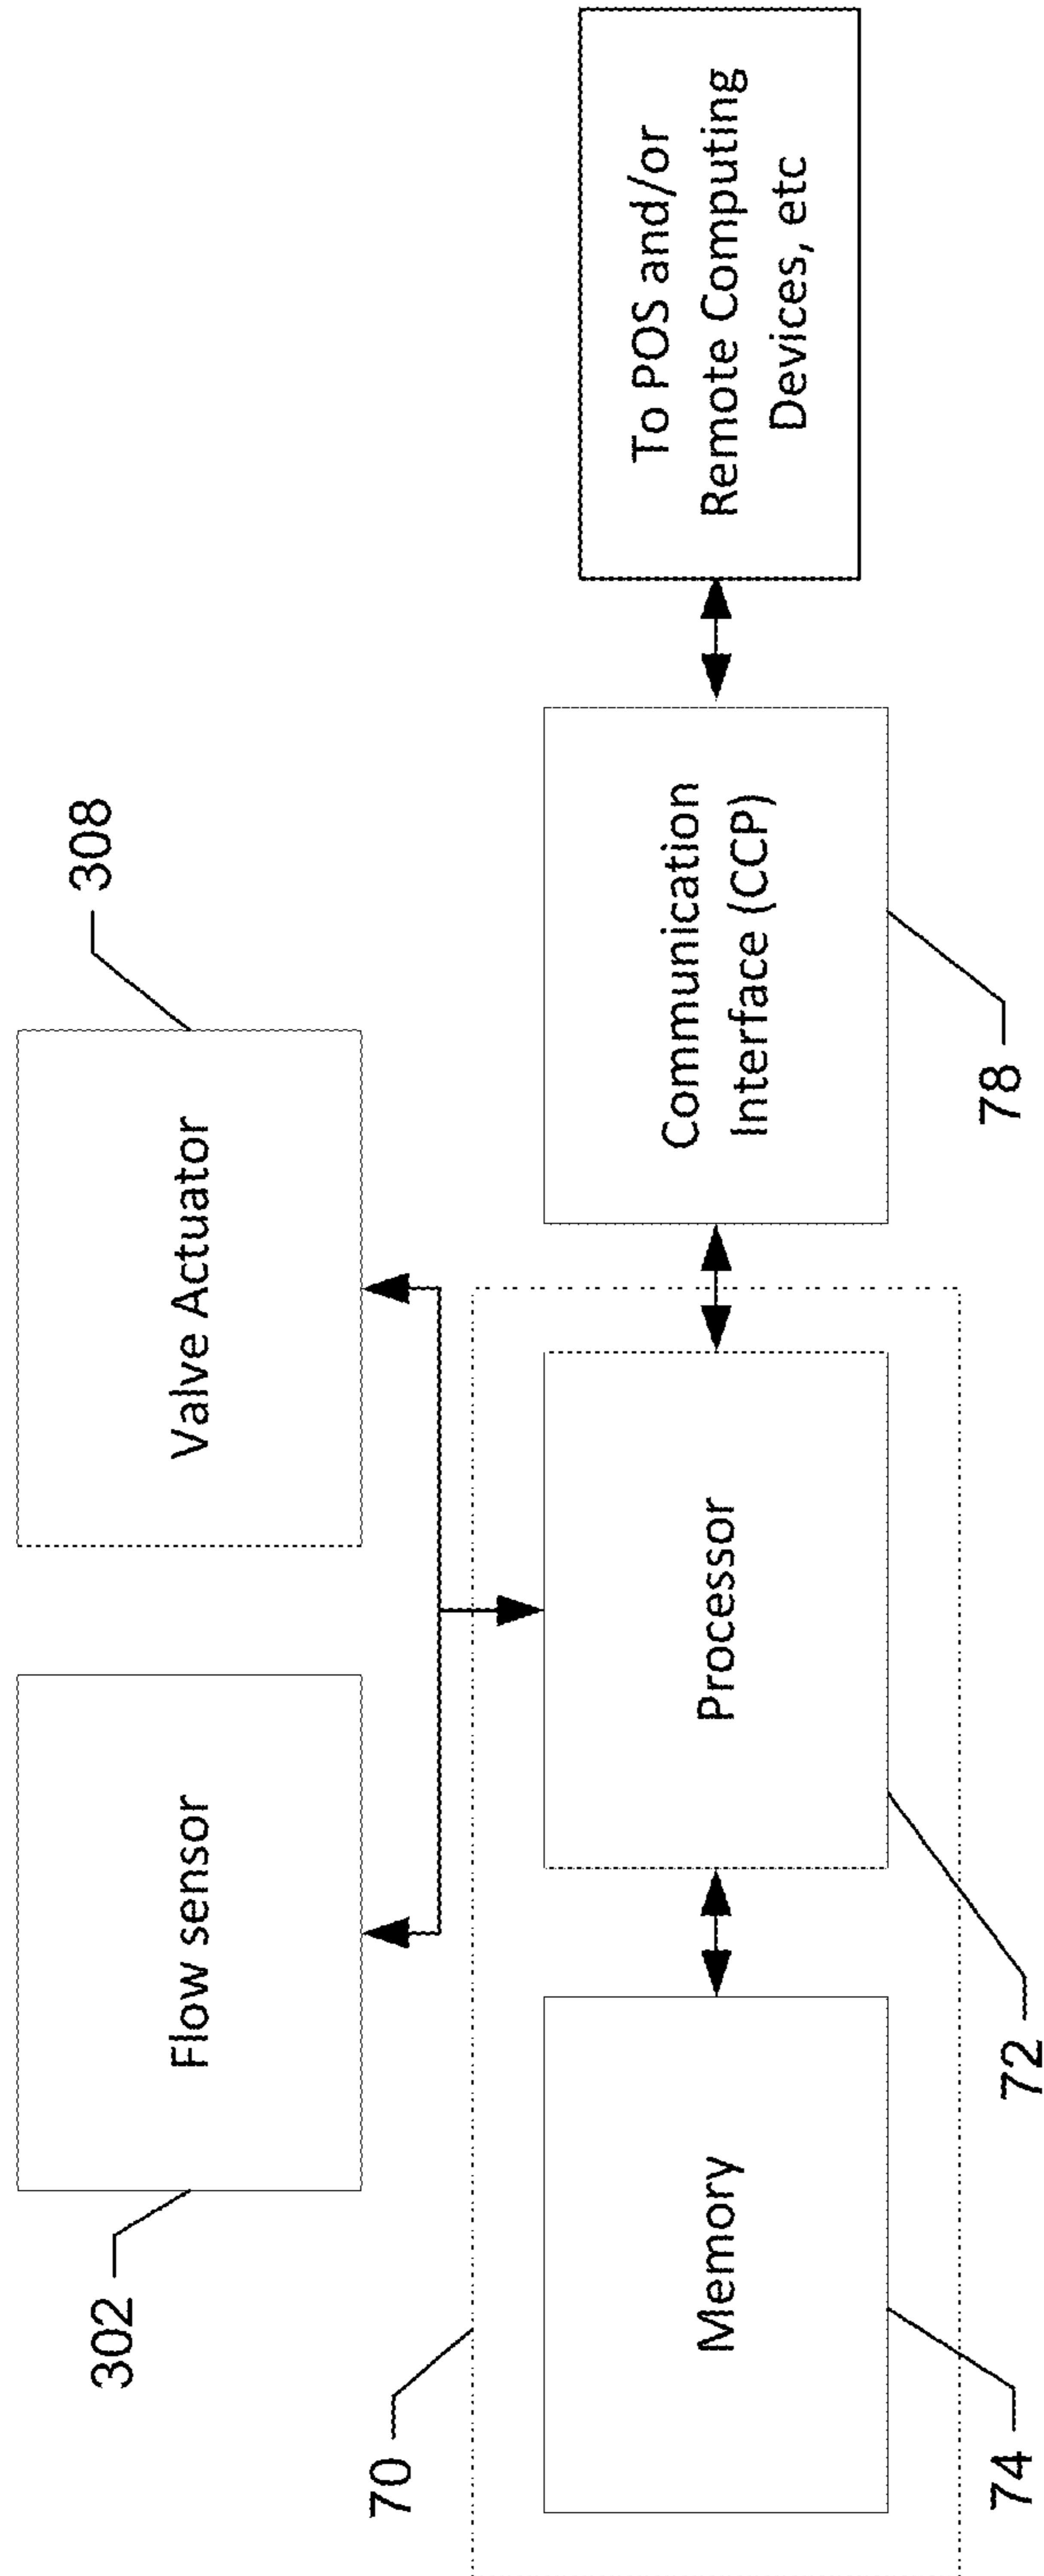 302
Flow sensor
Valve Actuator
308
70
Memory
Processor
Communication
Interface (CCP)
To POS and/or
Remote Computing
Devices, etc
74
72
78